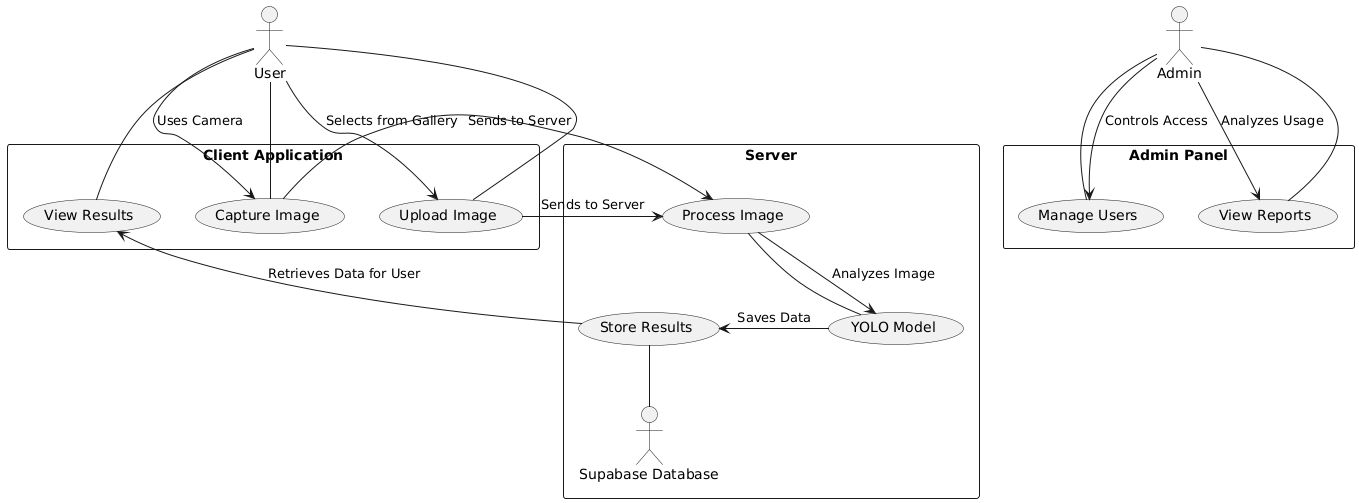 User
Admin
Uses Camera
Selects from Gallery
Sends to Server
Controls Access
Analyzes Usage
Client Application
Server
Admin Panel
View Results
Capture Image
Upload Image
Sends to Server
Process Image
Manage Users
View Reports
Retrieves Data for User
Analyzes Image
Store Results
Saves Data
YOLO Model
Supabase Database